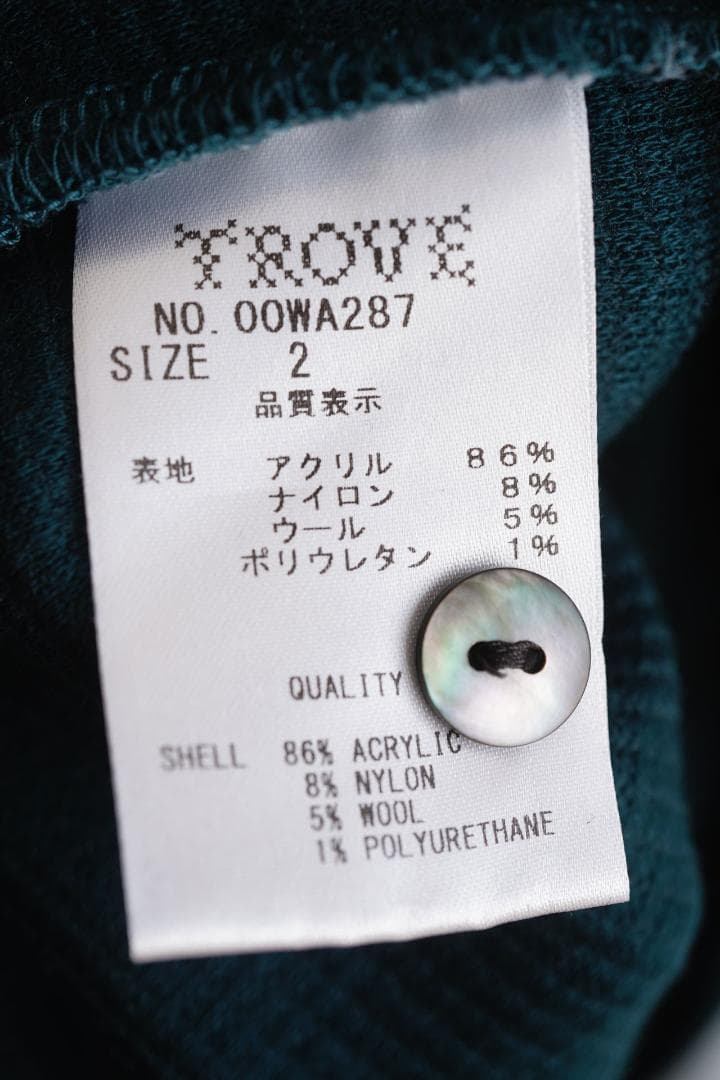 TROVE
NO. 00WA287
SIZE 2
品質表示
表地 アクリル 86%
ナイロン 8%
ウール 5%
ポリウレタン 1%
QUALITY
SHELL 86% ACRYLIC
8% NYLON
5% WOOL
1% POLYURETHANE